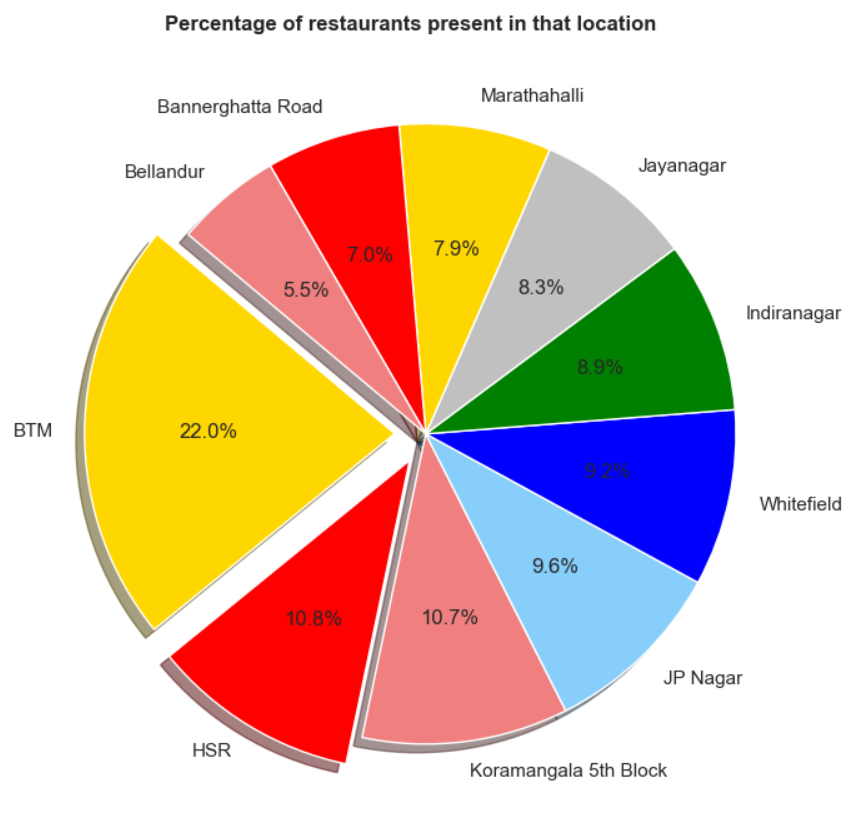 Percentage of restaurants present in that location
Marathahalli
Bannerghatta Road
Jayanagar
Bellandur
7.9%
7.0%
8.3%
5.5%
Indiranagar
8.9%
BTM
22.0%
9.2%
Whitefield
9.6%
10.8%
10.7%
JP Nagar
HSR
Koramangala 5th Block